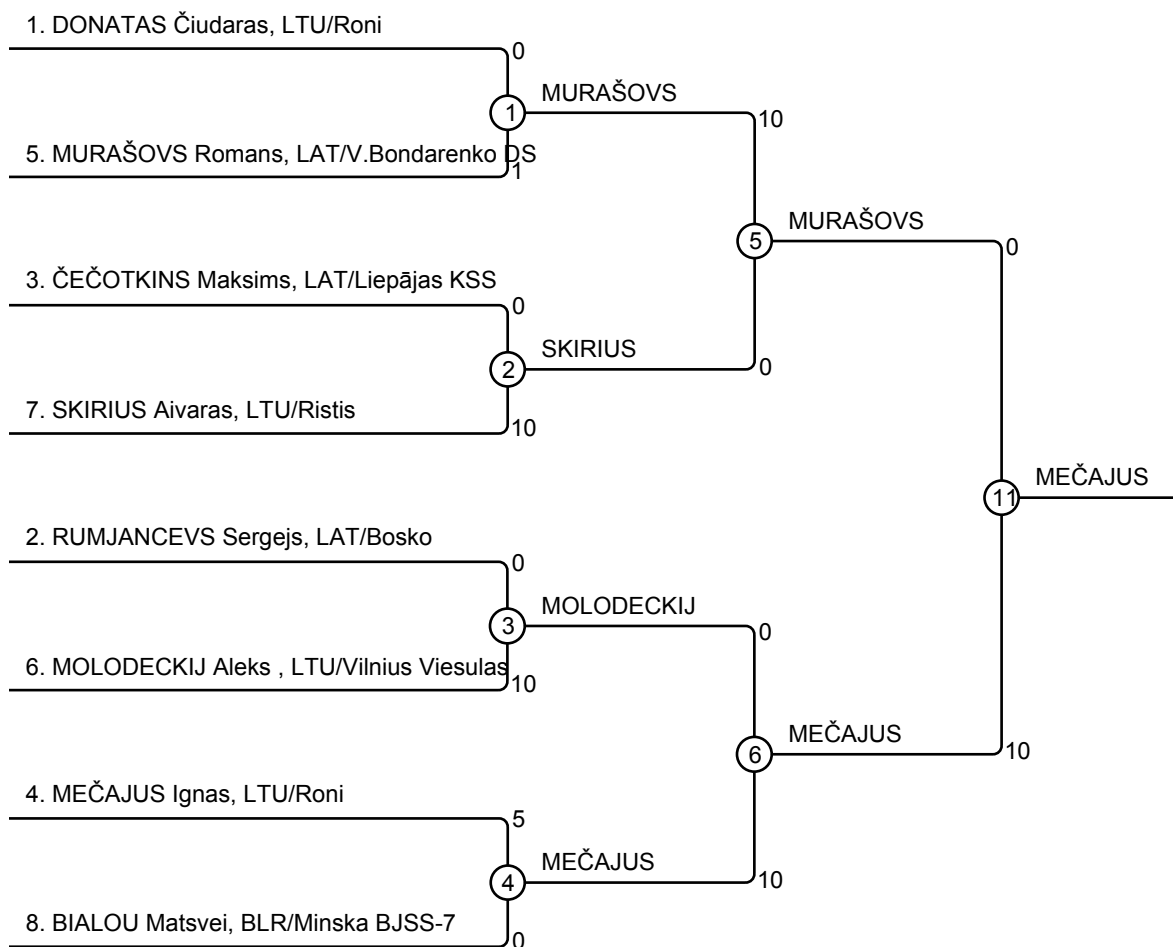 1. DONATAS Čiudaras, LTU/Roni
0
MURAŠOVS
1
10
5. MURAŠOVS Romans, LAT/V.Bondarenko DS
1
MURAŠOVS
5
0
3. ČEČOTKINS Maksims, LAT/Liepājas KSS
0
SKIRIUS
2
0
7. SKIRIUS Aivaras, LTU/Ristis
10
MEČAJUS
11
2. RUMJANCEVS Sergejs, LAT/Bosko
0
MOLODECKIJ
3
0
6. MOLODECKIJ Aleks , LTU/Vilnius Viesulas
10
MEČAJUS
6
10
4. MEČAJUS Ignas, LTU/Roni
5
MEČAJUS
4
10
8. BIALOU Matsvei, BLR/Minska BJSS-7
0